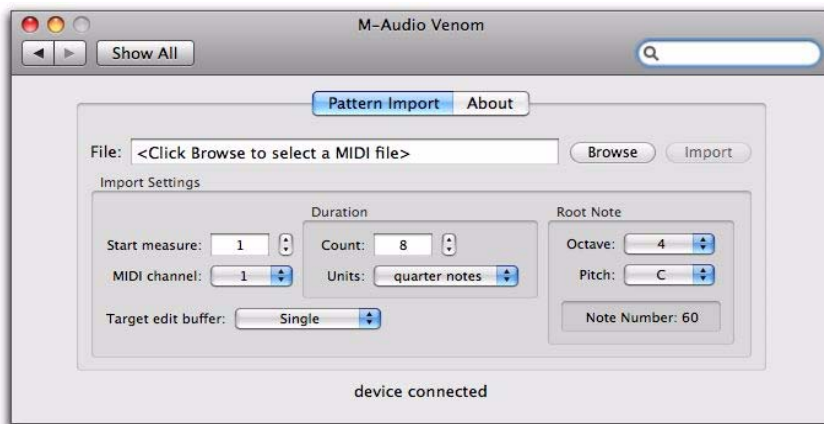 M-Audio Venom
Show All
Pattern Import About
File: <Click Browse to select a MIDI file> Browse Import
Import Settings
Duration Root Note
Start measure: 1 Count: 8 Octave: 4
MIDI channel: 1 Units: quarter notes Pitch: C
Target edit buffer: Single Note Number: 60
device connected